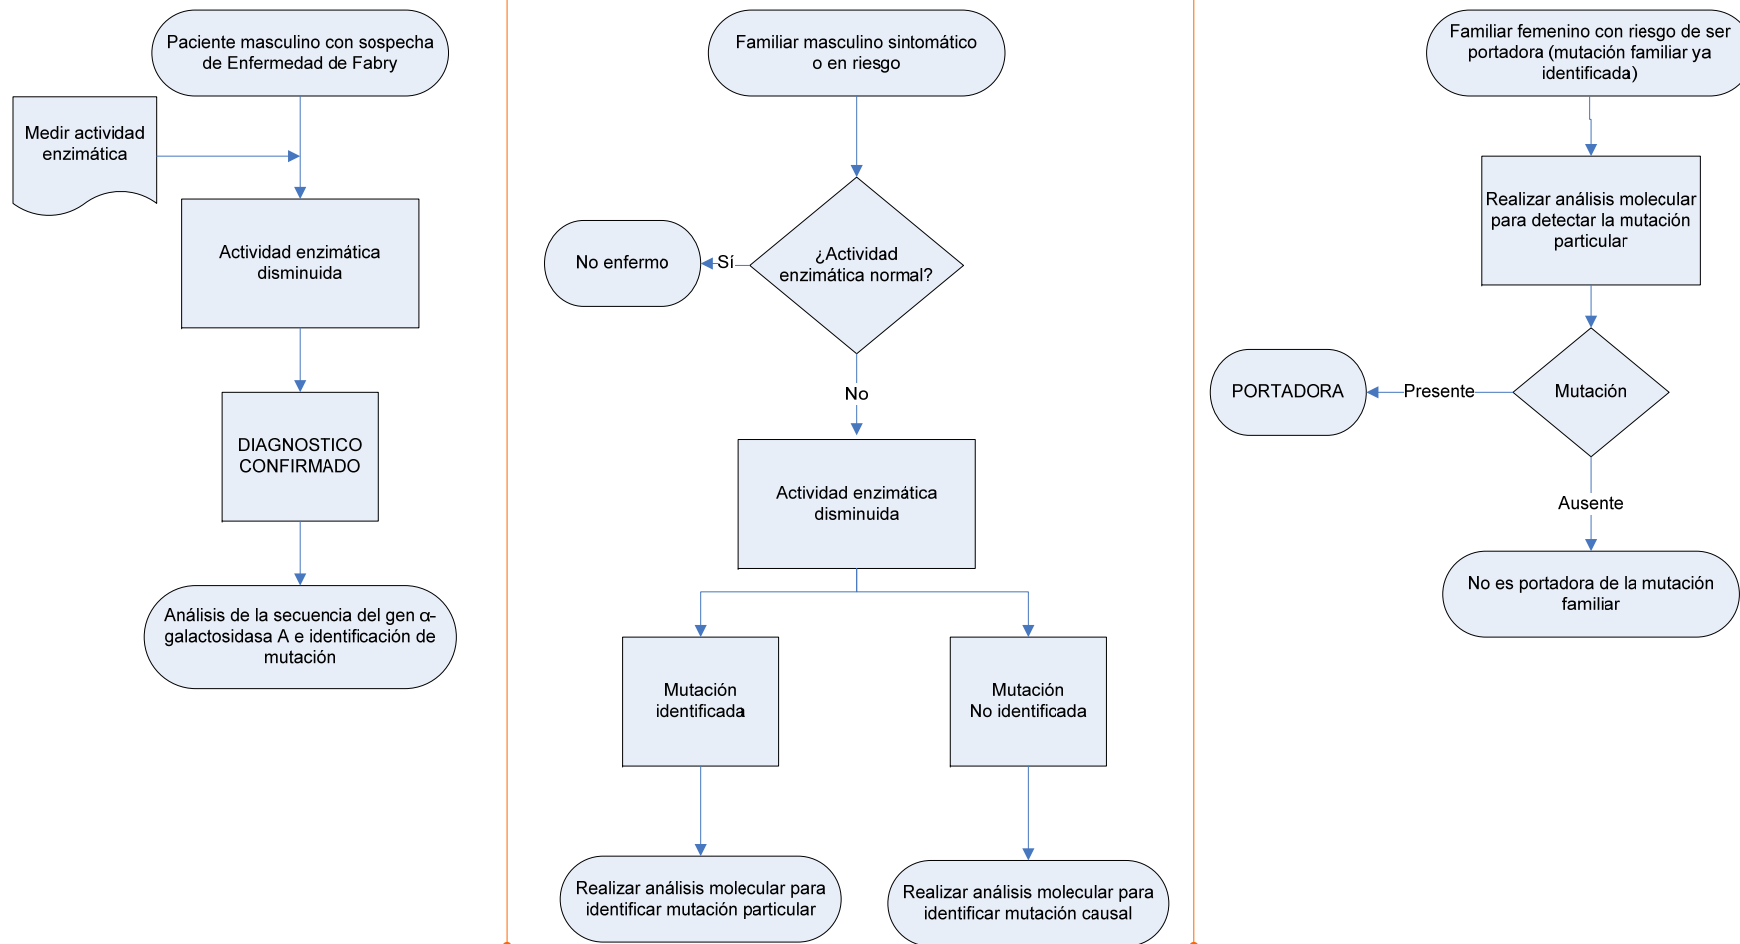 Paciente masculino con sospecha
de Enfermedad de Fabry
Medir actividad
enzimática
Actividad enzimática
disminuida
DIAGNOSTICO
CONFIRMADO
Análisis de la secuencia del gen α-
galactosidasa A e identificación de
mutación
Familiar masculino sintomático
o en riesgo
¿Actividad
enzimática normal?
Sí
No enfermo
No
Actividad enzimática
disminuida
Mutación
identificada
Mutación
No identificada
Realizar análisis molecular para
identificar mutación particular
Realizar análisis molecular para
identificar mutación causal
Familiar femenino con riesgo de ser
portadora (mutación familiar ya
identificada)
Realizar análisis molecular
para detectar la mutación
particular
Mutación
Presente
PORTADORA
Ausente
No es portadora de la mutación
familiar